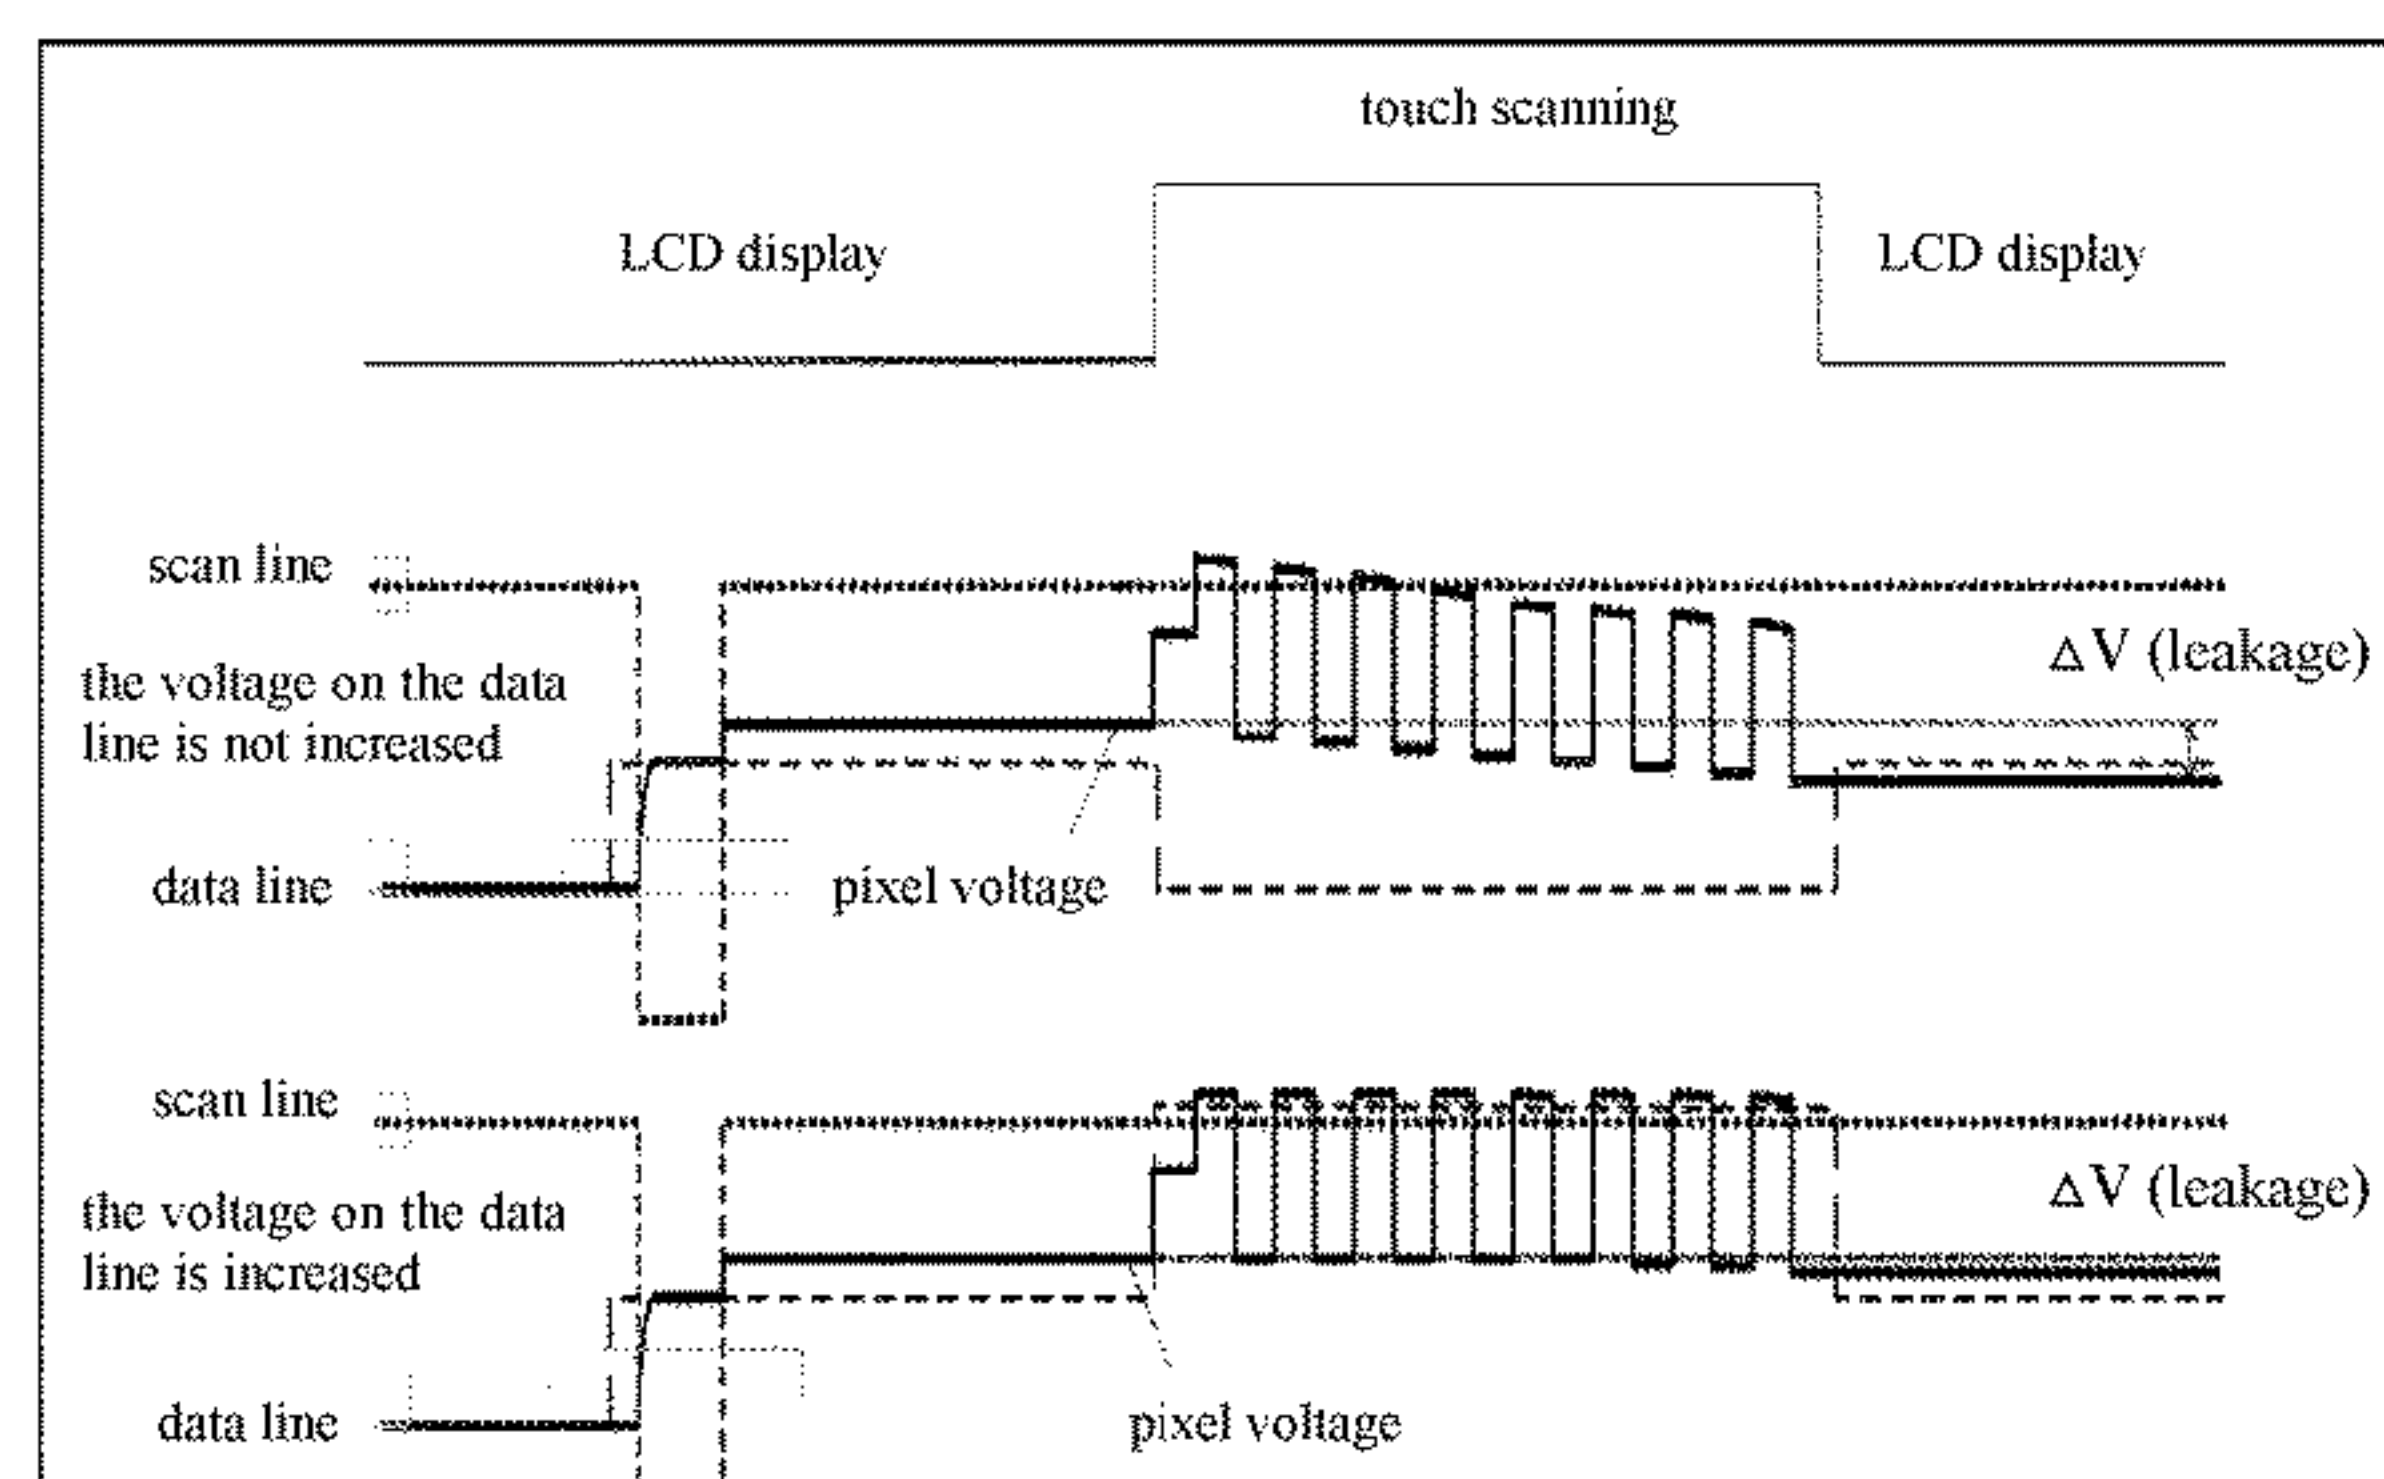 touch scanning
LCD display
LCD display
scan line
the voltage on the data
line is not increased
ΔV (leakage)
data line
pixel voltage
scan line
the voltage on the data
line is increased
ΔV (leakage)
data line
pixel voltage